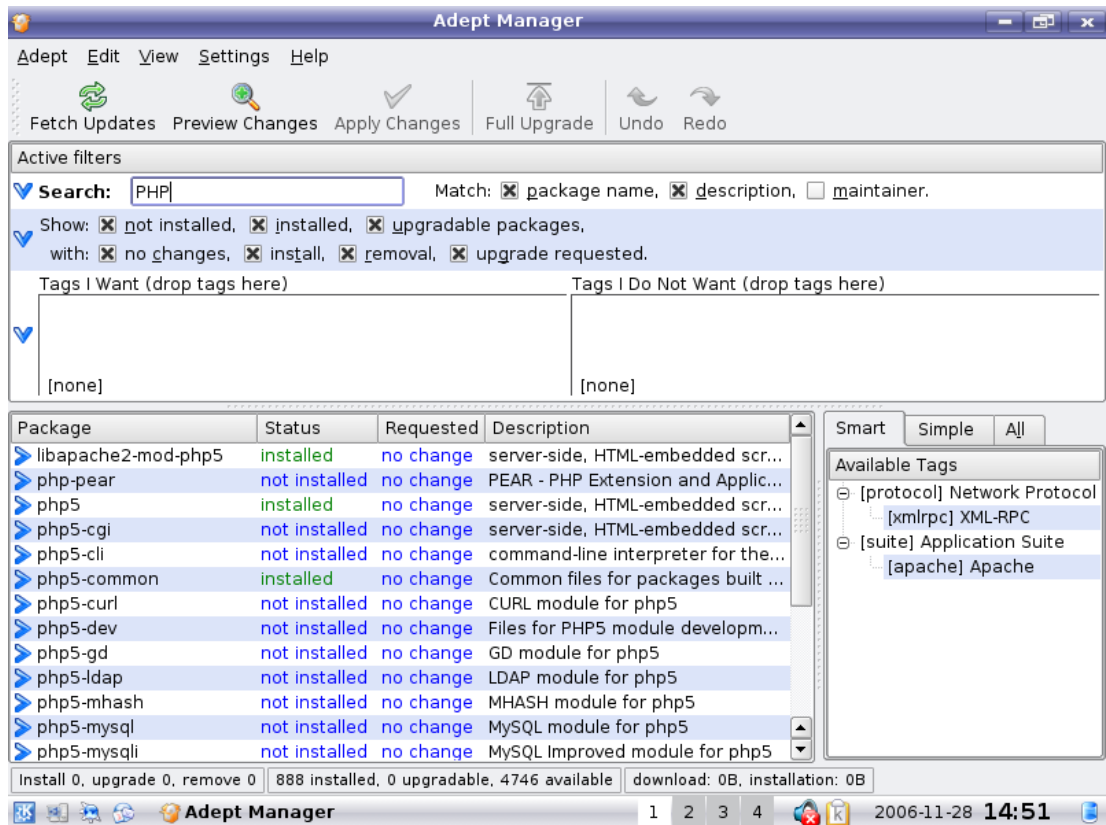 Adept Manager
Adept Edit View Settings Help
Fetch Updates Preview Changes Apply Changes Full Upgrade Undo Redo
Active filters
Search: PHP Match: package name, description, maintainer.
Show: not installed, installed, upgradable packages,
with: no changes, install, removal, upgrade requested.
Tags I Want (drop tags here) Tags I Do Not Want (drop tags here)
[none] [none]
Package Status Requested Description
libapache2-mod-php5 installed no change server-side, HTML-embedded scr...
php-pear not installed no change PEAR - PHP Extension and Applic...
php5 installed no change server-side, HTML-embedded scr...
php5-cgi not installed no change server-side, HTML-embedded scr...
php5-cli not installed no change command-line interpreter for the...
php5-common installed no change Common files for packages built ...
php5-curl not installed no change CURL module for php5
php5-dev not installed no change Files for PHP5 module developm...
php5-gd not installed no change GD module for php5
php5-ldap not installed no change LDAP module for php5
php5-mhash not installed no change MHASH module for php5
php5-mysql not installed no change MySQL module for php5
php5-mysqli not installed no change MySQL Improved module for php5
Smart Simple All
Available Tags
[protocol] Network Protocol
[xmlrpc] XML-RPC
[suite] Application Suite
[apache] Apache
Install 0, upgrade 0, remove 0 888 installed, 0 upgradable, 4746 available download: 0B, installation: 0B
Adept Manager 1 2 3 4 k 2006-11-28 14:51